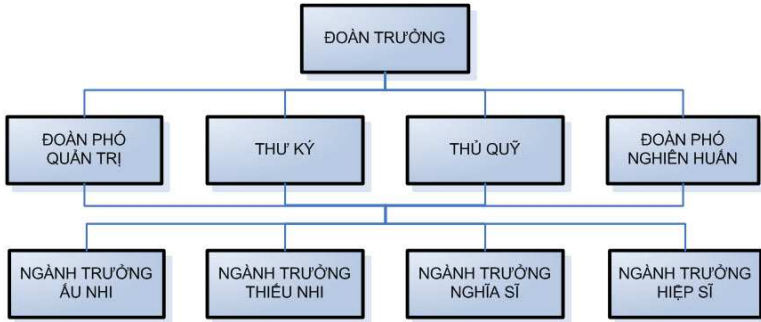 ĐOÀN TRƯỞNG
ĐOÀN PHÓ
QUẢN TRỊ
THƯ KÝ
THỦ QUỸ
ĐOÀN PHÓ
NGHIÊN HUẤN
NGÀNH TRƯỞNG
ẤU NHI
NGÀNH TRƯỞNG
THIẾU NHI
NGÀNH TRƯỞNG
NGHĨA SĨ
NGÀNH TRƯỞNG
HIỆP SĨ